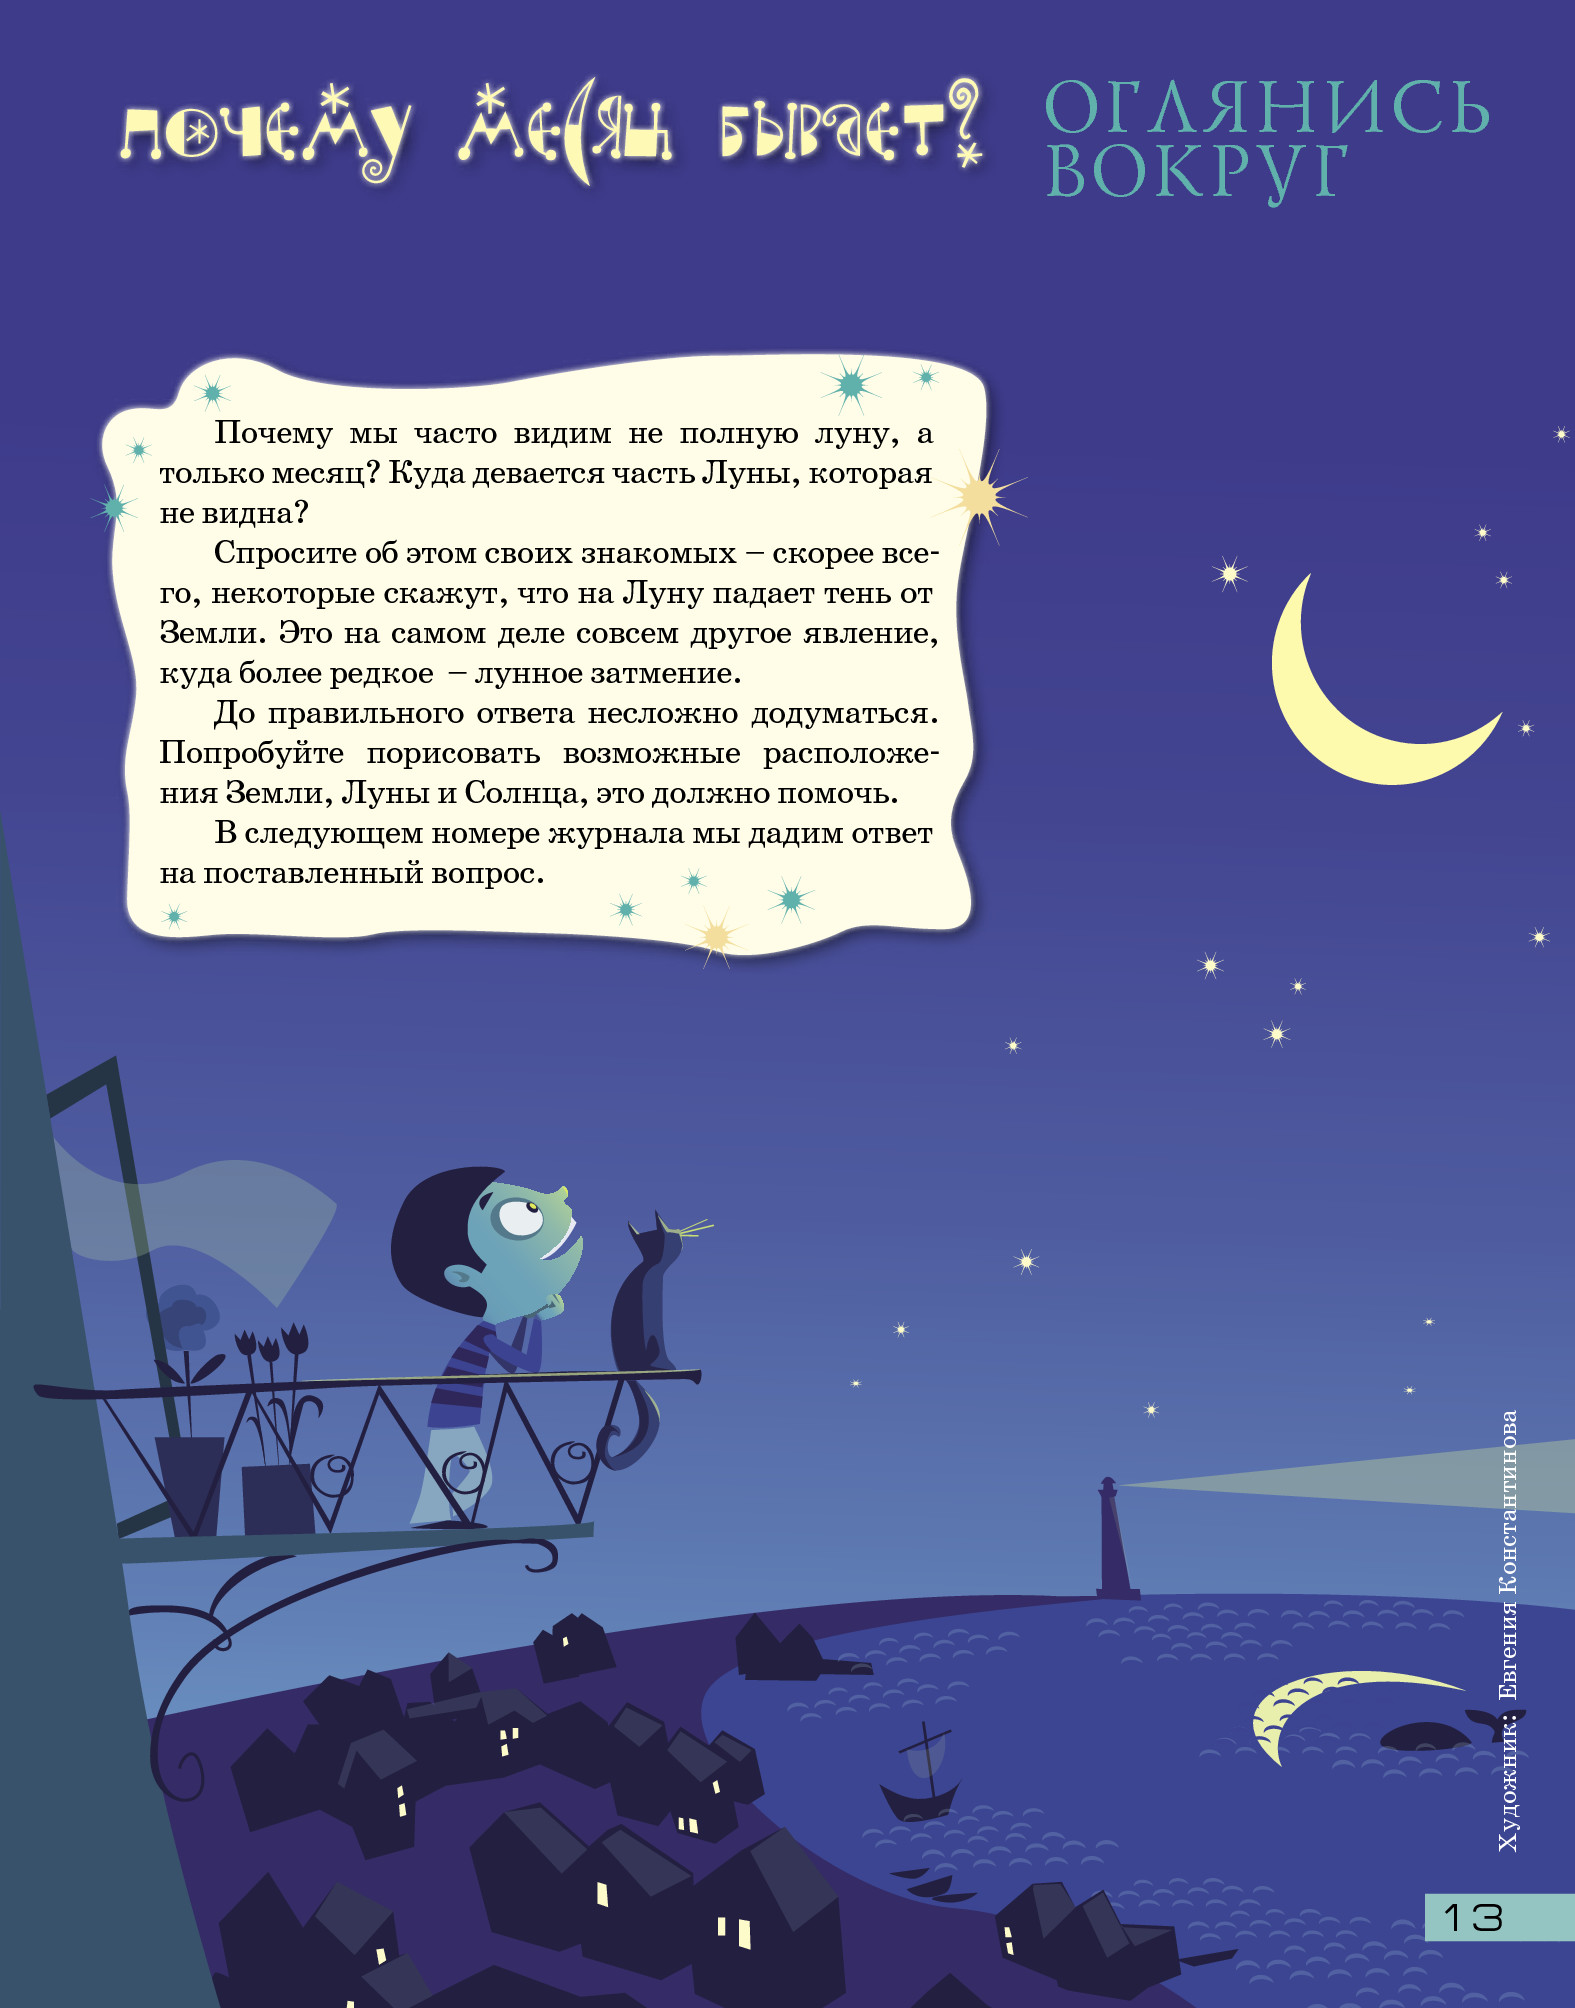 ПОЧЕМУ МЕСЯЦ БЫВАЕТ?
ОГЛЯНИСЬ
ВОКРУГ
Почему мы часто видим не полную луну, а
только месяц? Куда девается часть Луны, которая
не видна?
Спросите об этом своих знакомых – скорее все-
го, некоторые скажут, что на Луну падает тень от
Земли. Это на самом деле совсем другое явление,
куда более редкое – лунное затмение.
До правильного ответа несложно додуматься.
Попробуйте порисовать возможные расположе-
ния Земли, Луны и Солнца, это должно помочь.
В следующем номере журнала мы дадим ответ
на поставленный вопрос.
Художник: Евгения Константинова
13